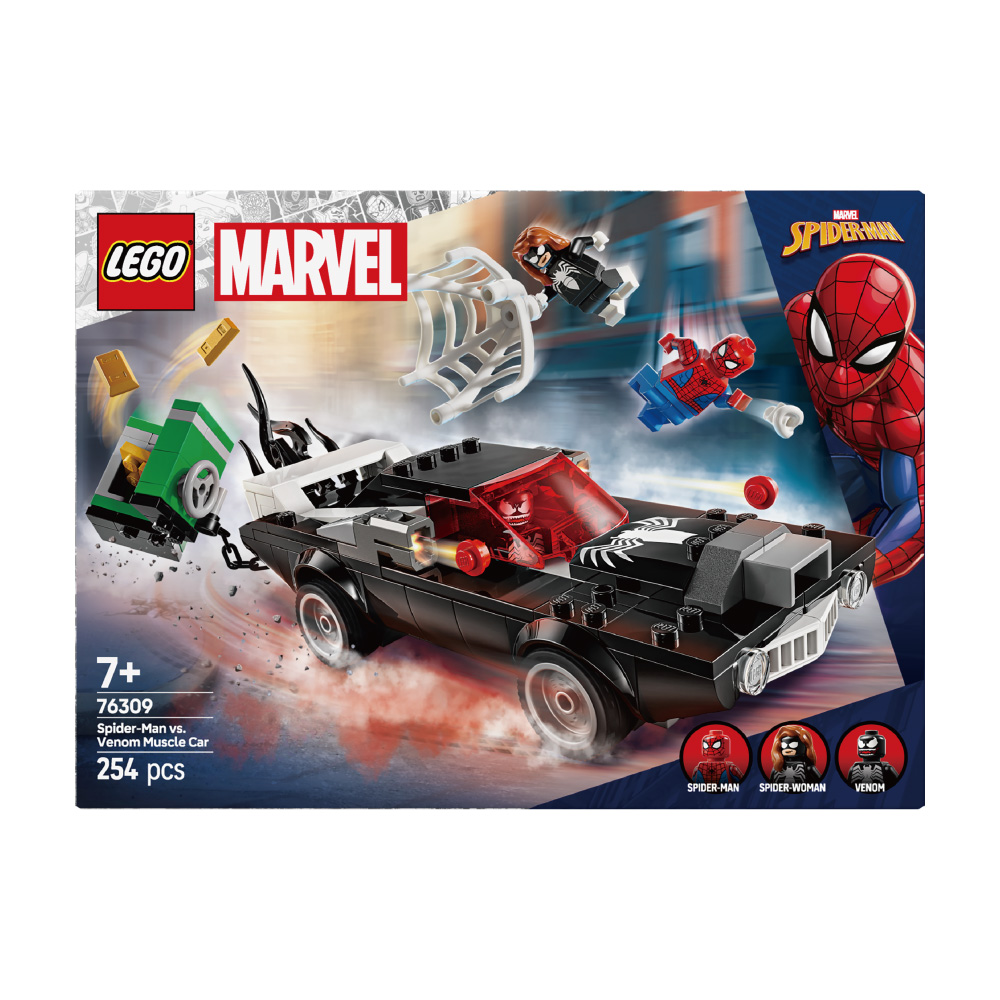 LEGO
MARVEL
MARVEL
SPIDER-MAN
7+
76309
Spider-Man vs.
Venom Muscle Car
254 pcs
SPIDER-MAN
SPIDER-WOMAN
VENOM